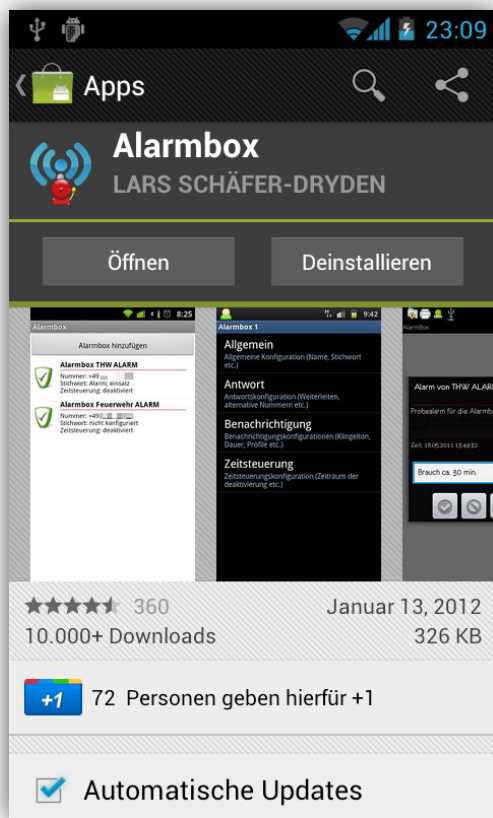 23:09
Apps
Alarmbox
LARS SCHÄFER-DRYDEN
Öffnen
Deinstallieren
8:25
Alarmbox
Alarmbox hinzufügen
Alarmbox THW ALARM
Nummer: +49
Stichwort: Alarm; einsatz
Zeitsteuerung: deaktiviert
Alarmbox Feuerwehr ALARM
Nummer: +49
Stichwort: nicht konfiguriert
Zeitsteuerung: deaktiviert
9:42
Alarmbox 1
Allgemein
Allgemeine Konfiguration (Name, Stichwort
etc.)
Antwort
Antwortskonfiguration (Weiterleiten,
alternative Nummern etc.)
Benachrichtigung
Benachrichtigungskonfigurationen (Klingelton,
Dauer, Profile etc.)
Zeitsteuerung
Zeitsteuerungskonfiguration (Zeitraum der
deaktivierung etc.)
AlarmBox
Alarm von THW ALAR
Probealarm für die Alarmb
Zeit: 16.05.2011 13:49:32
Brauch ca. 30 min.
360
Januar 13, 2012
10.000+ Downloads
326 KB
+1
72 Personen geben hierfür +1
Automatische Updates